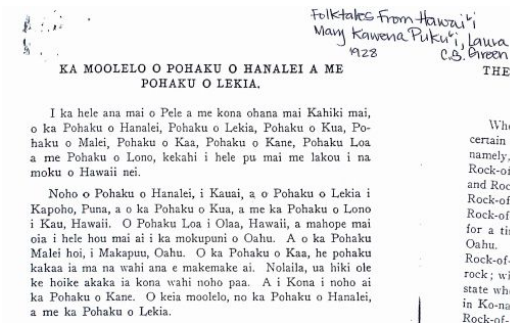 Folktales From Hawai'i
Mary Kawena Puku'i, Laura
1928 C.S. Green
KA MOOLELO O POHAKU O HANALEI A ME
POHAKU O LEKIA.
I ka hele ana mai o Pele a me kona ohana mai Kahiki mai,
o ka Pohaku o Hanalei, Pohaku o Lekia, Pohaku o Kua, Po-
haku o Malei, Pohaku o Kaa, Pohaku o Kane, Pohaku Loa
a me Pohaku o Lono, kekahi i hele pu mai me lakou i na
moku o Hawaii nei.
Noho o Pohaku o Hanalei, i Kauai, a o Pohaku o Lekia i
Kapoho, Puna, a o ka Pohaku o Kua, a me ka Pohaku o Lono
i Kau, Hawaii. O Pohaku Loa i Olaa, Hawaii, a mahope mai
oia i hele hou mai ai i ka mokupuni o Oahu. A o ka Pohaku
Malei hoi, i Makapuu, Oahu. O ka Pohaku o Kaa, he pohaku
kakaa ia ma na wahi ana e makemake ai. Nolaila, ua hiki ole
ke hoike akaka ia kona wahi noho paa. A i Kona i noho ai
ka Pohaku o Kane. O keia moolelo, no ka Pohaku o Hanalei,
a me ka Pohaku o Lekia.
THE
Whe
certain
namely,
Rock-of
and Roc
Rock-of
Rock-of
for a ti
Oahu.
Rock-of-
rock; wi
state whe
in Ko-na
Rock-of-